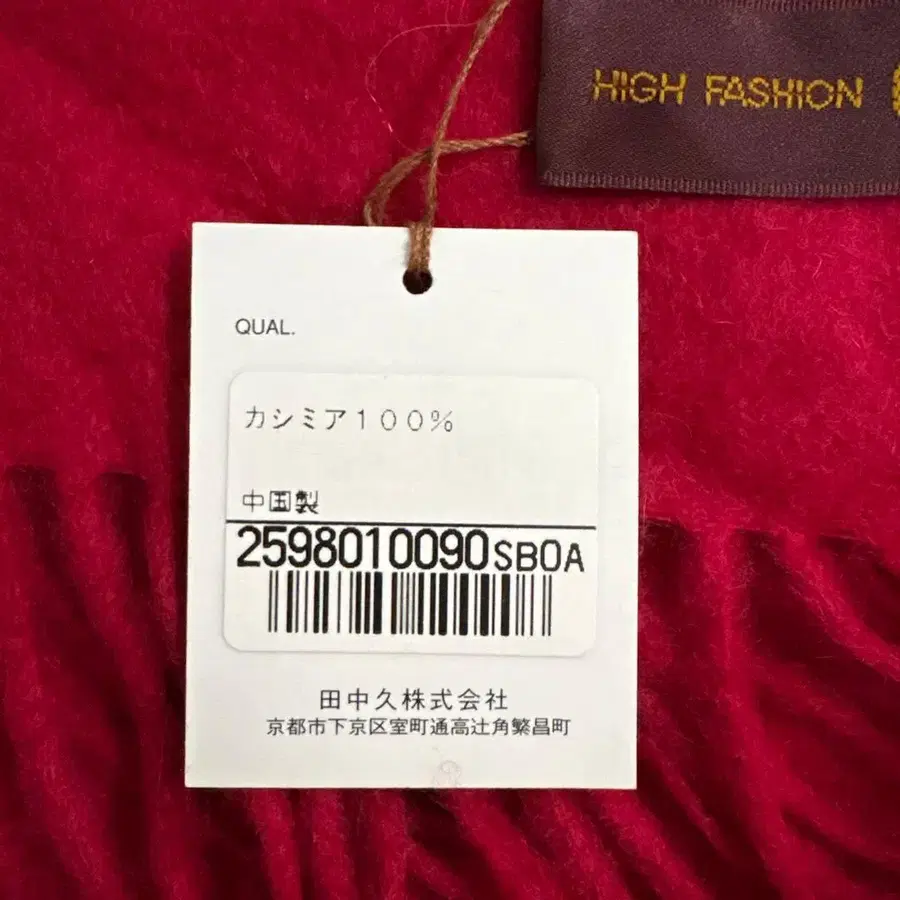 HIGH FASHION
QUAL.
カシミア１００％
中国製
2598010090SB0A
田中久株式会社
京都市下京区室町通高辻角繁昌町